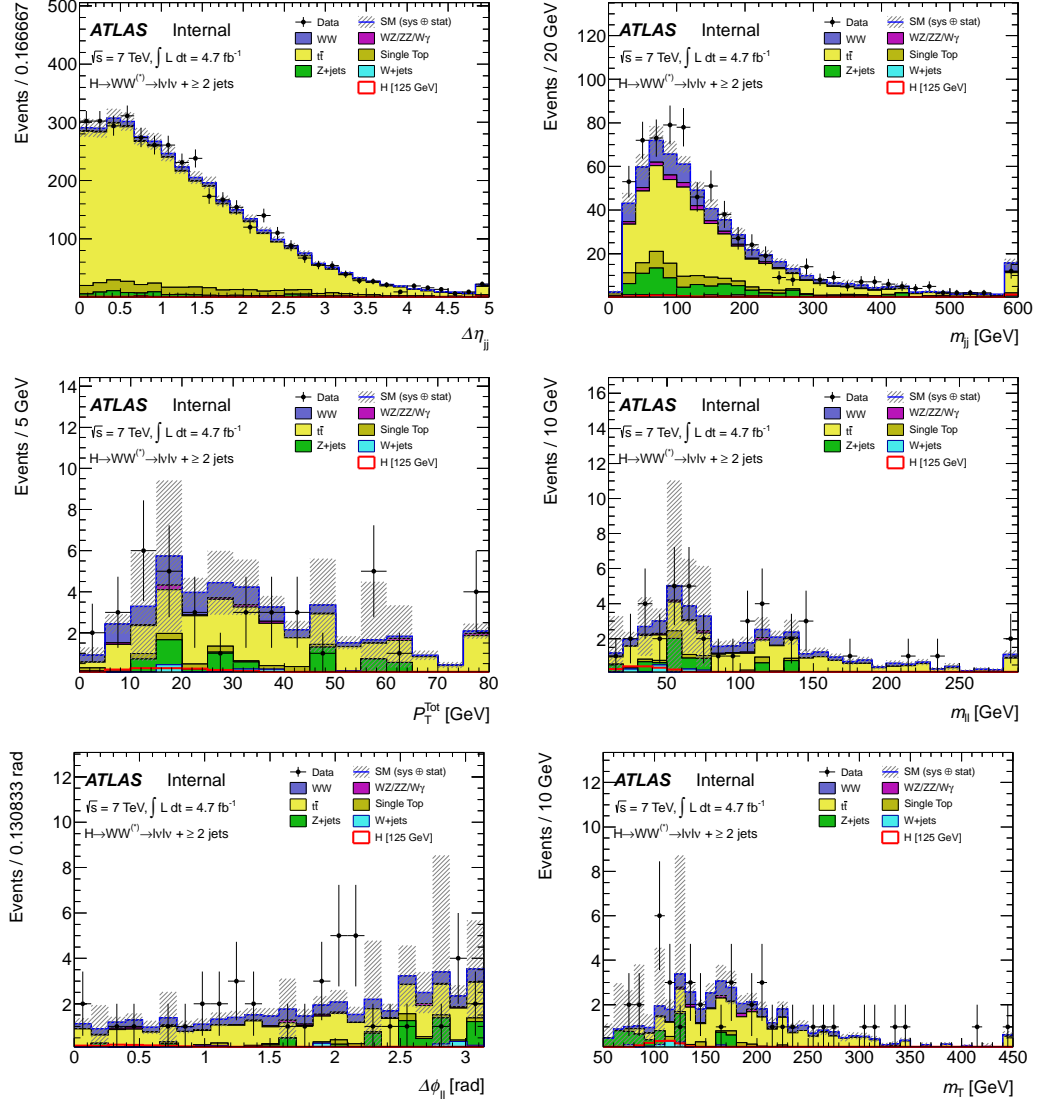 Events / 0.166667
500
400
300
200
100
ATLAS Internal
√s = 7 TeV, ∫ L dt = 4.7 fb⁻¹
H→WW⁽*⁾→lνlν + ≥ 2 jets
Data
WW
tt̄
Z+jets
SM (sys ⊕ stat)
WZ/ZZ/Wγ
Single Top
W+jets
H [125 GeV]
0 0.5 1 1.5 2 2.5 3 3.5 4 4.5 5
Δη_jj
Events / 20 GeV
120
100
80
60
40
20
ATLAS Internal
√s = 7 TeV, ∫ L dt = 4.7 fb⁻¹
H→WW⁽*⁾→lνlν + ≥ 2 jets
Data
WW
tt̄
Z+jets
SM (sys ⊕ stat)
WZ/ZZ/Wγ
Single Top
W+jets
H [125 GeV]
0 100 200 300 400 500 600
m_jj [GeV]
Events / 5 GeV
14
12
10
8
6
4
2
ATLAS Internal
√s = 7 TeV, ∫ L dt = 4.7 fb⁻¹
H→WW⁽*⁾→lνlν + ≥ 2 jets
Data
WW
tt̄
Z+jets
SM (sys ⊕ stat)
WZ/ZZ/Wγ
Single Top
W+jets
H [125 GeV]
0 10 20 30 40 50 60 70 80
P_T^Tot [GeV]
Events / 10 GeV
16
14
12
10
8
6
4
2
ATLAS Internal
√s = 7 TeV, ∫ L dt = 4.7 fb⁻¹
H→WW⁽*⁾→lνlν + ≥ 2 jets
Data
WW
tt̄
Z+jets
SM (sys ⊕ stat)
WZ/ZZ/Wγ
Single Top
W+jets
H [125 GeV]
50 100 150 200 250
m_ll [GeV]
Events / 0.130833 rad
12
10
8
6
4
2
ATLAS Internal
√s = 7 TeV, ∫ L dt = 4.7 fb⁻¹
H→WW⁽*⁾→lνlν + ≥ 2 jets
Data
WW
tt̄
Z+jets
SM (sys ⊕ stat)
WZ/ZZ/Wγ
Single Top
W+jets
H [125 GeV]
0 0.5 1 1.5 2 2.5 3
Δϕ_ll [rad]
Events / 10 GeV
12
10
8
6
4
2
ATLAS Internal
√s = 7 TeV, ∫ L dt = 4.7 fb⁻¹
H→WW⁽*⁾→lνlν + ≥ 2 jets
Data
WW
tt̄
Z+jets
SM (sys ⊕ stat)
WZ/ZZ/Wγ
Single Top
W+jets
H [125 GeV]
50 100 150 200 250 300 350 400 450
m_T [GeV]